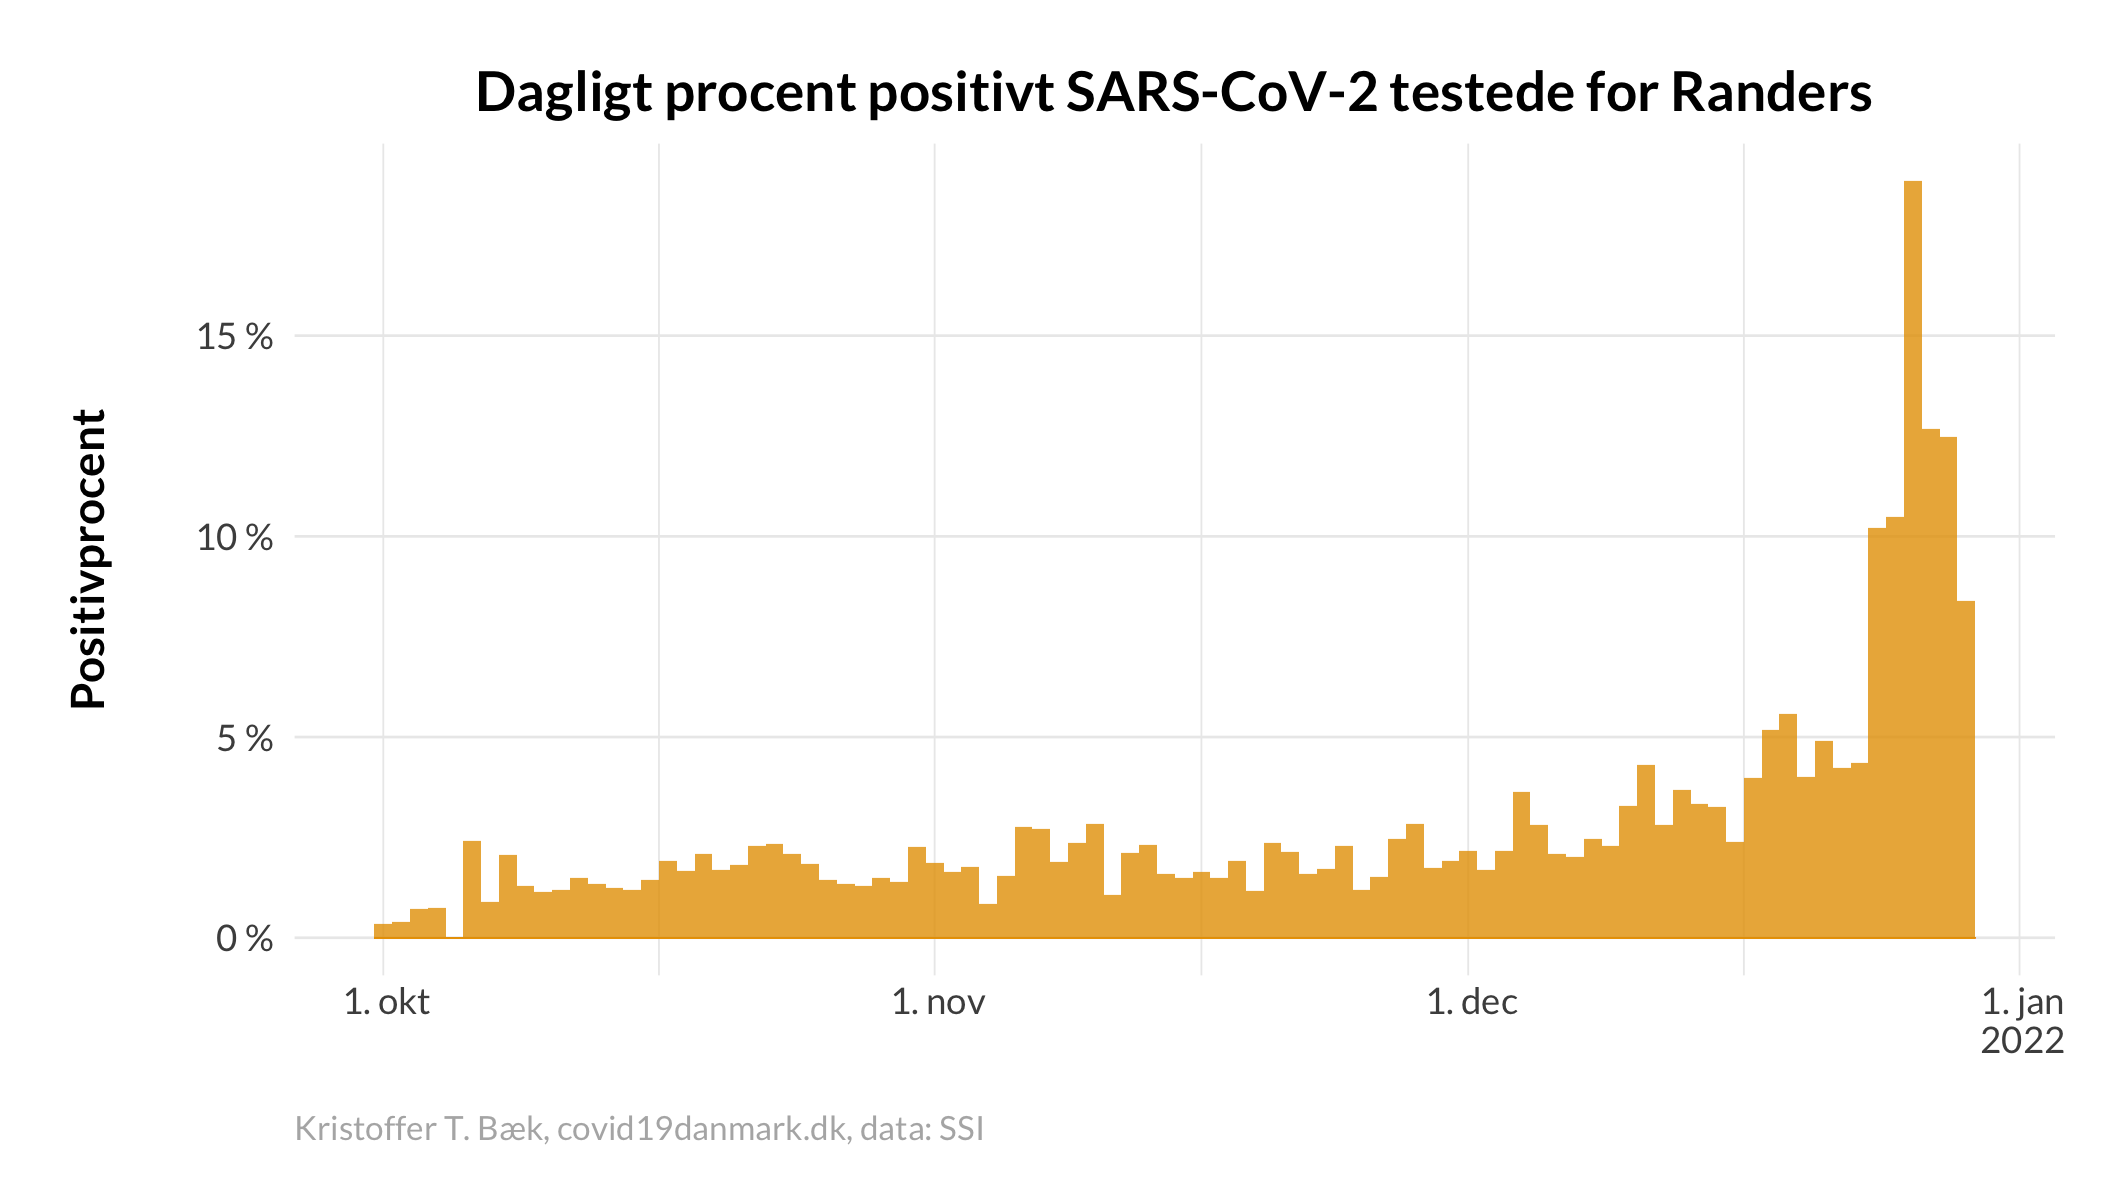 Dagligt procent positivt SARS-CoV-2 testede for Randers
Positivprocent
15 %
10 %
5 %
0 %
1. okt
1. nov
1. dec
1. jan
2022
Kristoffer T. Bæk, covid19danmark.dk, data: SSI